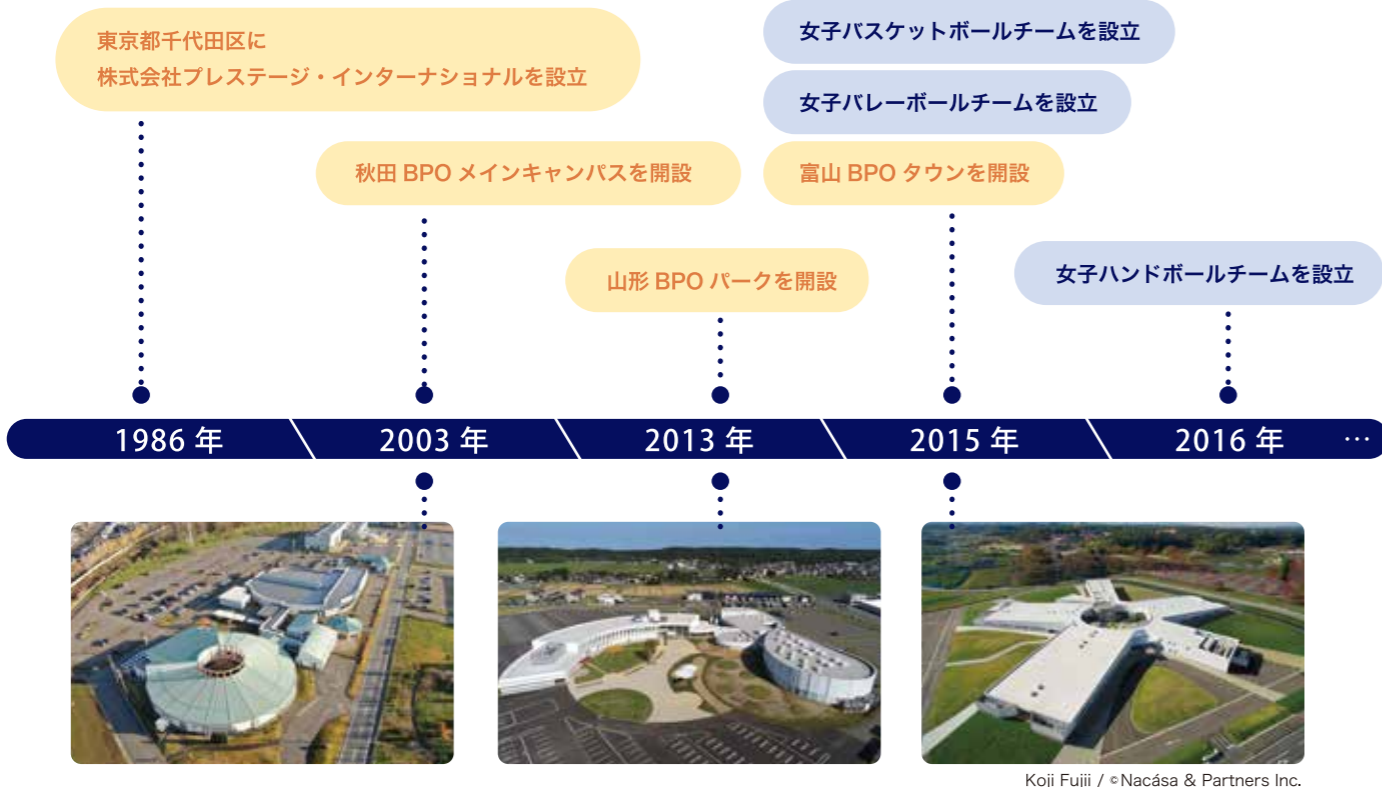 東京都千代田区に
株式会社プレステージ・インターナショナルを設立
女子バスケットボールチームを設立
女子バレーボールチームを設立
秋田 BPO メインキャンパスを開設
富山 BPO タウンを開設
山形 BPO パークを開設
女子ハンドボールチームを設立
1986 年
2003 年
2013 年
2015 年
2016 年
…
Koji Fujii / ©Nacása & Partners Inc.